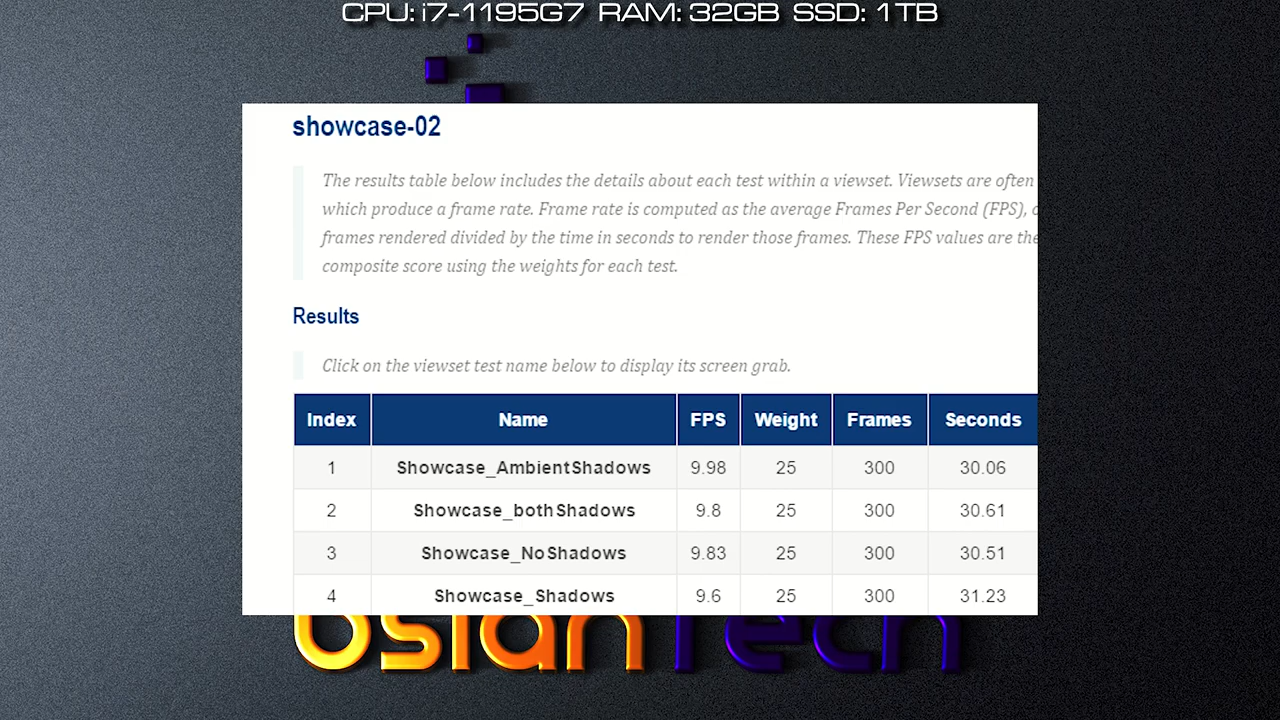 CPU: i7-1195G7 RAM: 32GB SSD: 1TB
showcase-02
The results table below includes the details about each test within a viewset. Viewsets are often
which produce a frame rate. Frame rate is computed as the average Frames Per Second (FPS),
frames rendered divided by the time in seconds to render those frames. These FPS values are the
composite score using the weights for each test.
Results
Click on the viewset test name below to display its screen grab.
Index Name FPS Weight Frames Seconds
1 Showcase_AmbientShadows 9.98 25 300 30.06
2 Showcase_bothShadows 9.8 25 300 30.61
3 Showcase_NoShadows 9.83 25 300 30.51
4 Showcase_Shadows 9.6 25 300 31.23
OsianTech